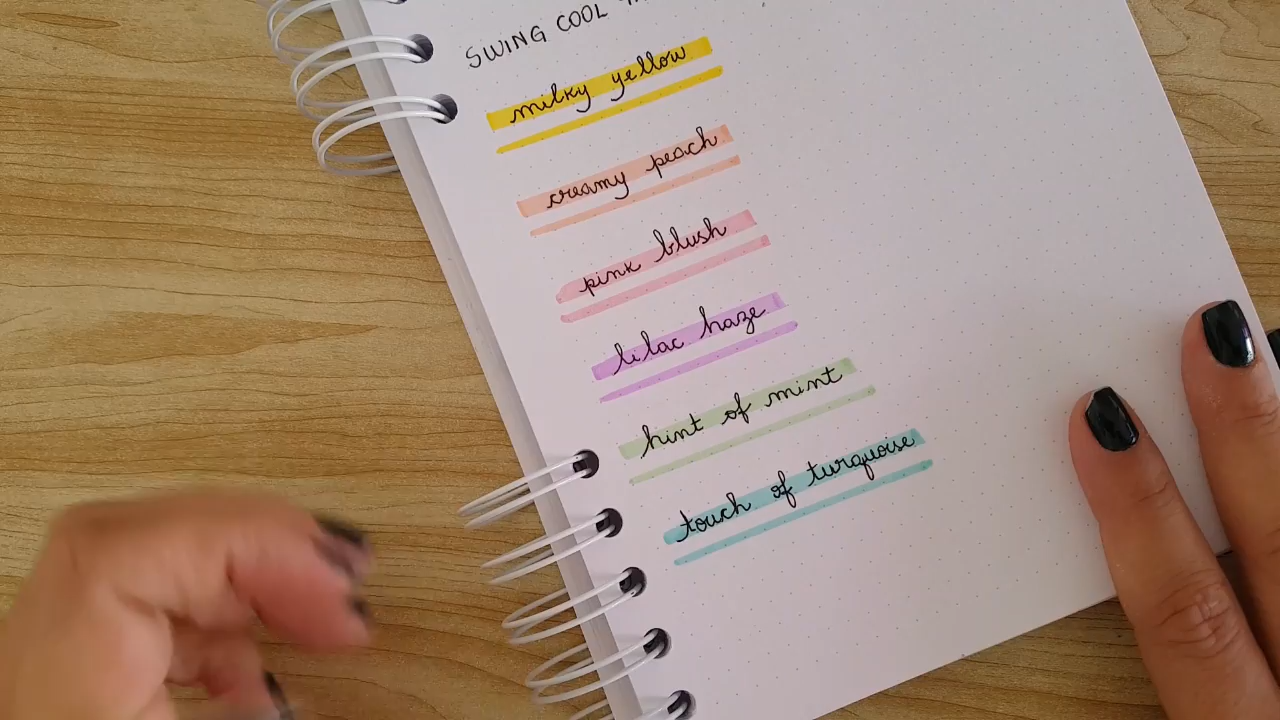 SWING COOL
milky yellow
creamy peach
pink blush
lilac haze
hint of mint
touch of turquoise